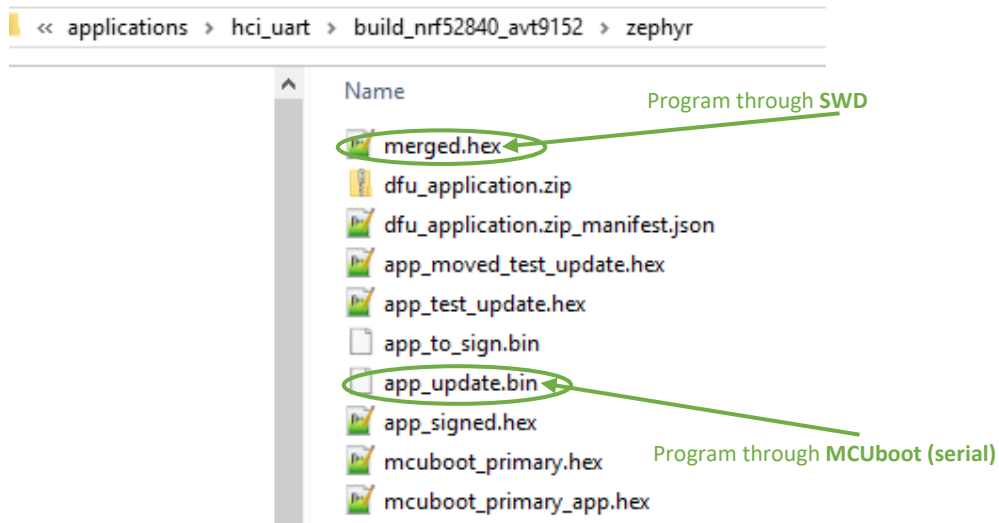 « applications > hci_uart > build_nrf52840_avt9152 > zephyr
Name
Program through SWD
merged.hex
dfu_application.zip
dfu_application.zip_manifest.json
app_moved_test_update.hex
app_test_update.hex
app_to_sign.bin
app_update.bin
app_signed.hex
Program through MCUboot (serial)
mcuboot_primary.hex
mcuboot_primary_app.hex